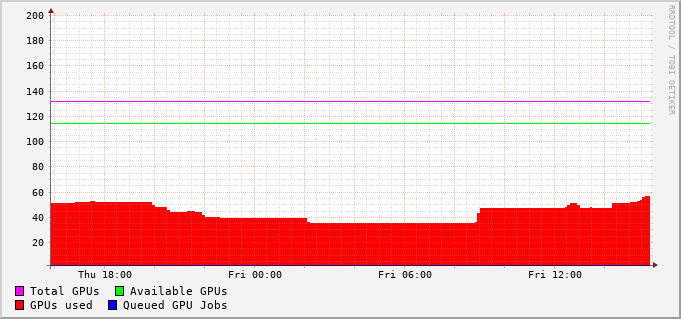 200
180
160
140
120
100
80
60
40
20
Thu 18:00 Fri 00:00 Fri 06:00 Fri 12:00
Total GPUs Available GPUs
GPUs used Queued GPU Jobs
RRDTOOL / TOBI OETIKER